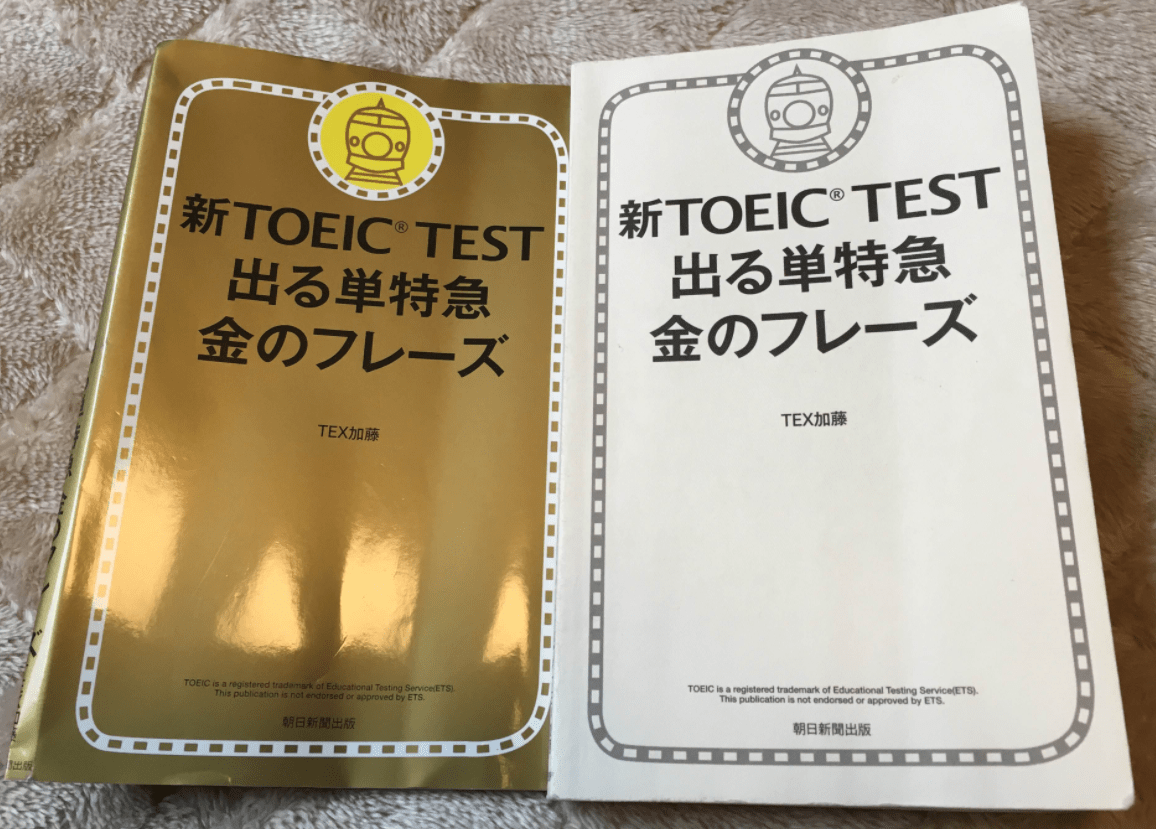 新TOEIC® TEST
出る単特急
金のフレーズ
TEX加藤
TOEIC is a registered trademark of Educational Testing Service(ETS).
This publication is not endorsed or approved by ETS.
朝日新聞出版
新TOEIC® TEST
出る単特急
金のフレーズ
TEX加藤
TOEIC is a registered trademark of Educational Testing Service(ETS).
This publication is not endorsed or approved by ETS.
朝日新聞出版